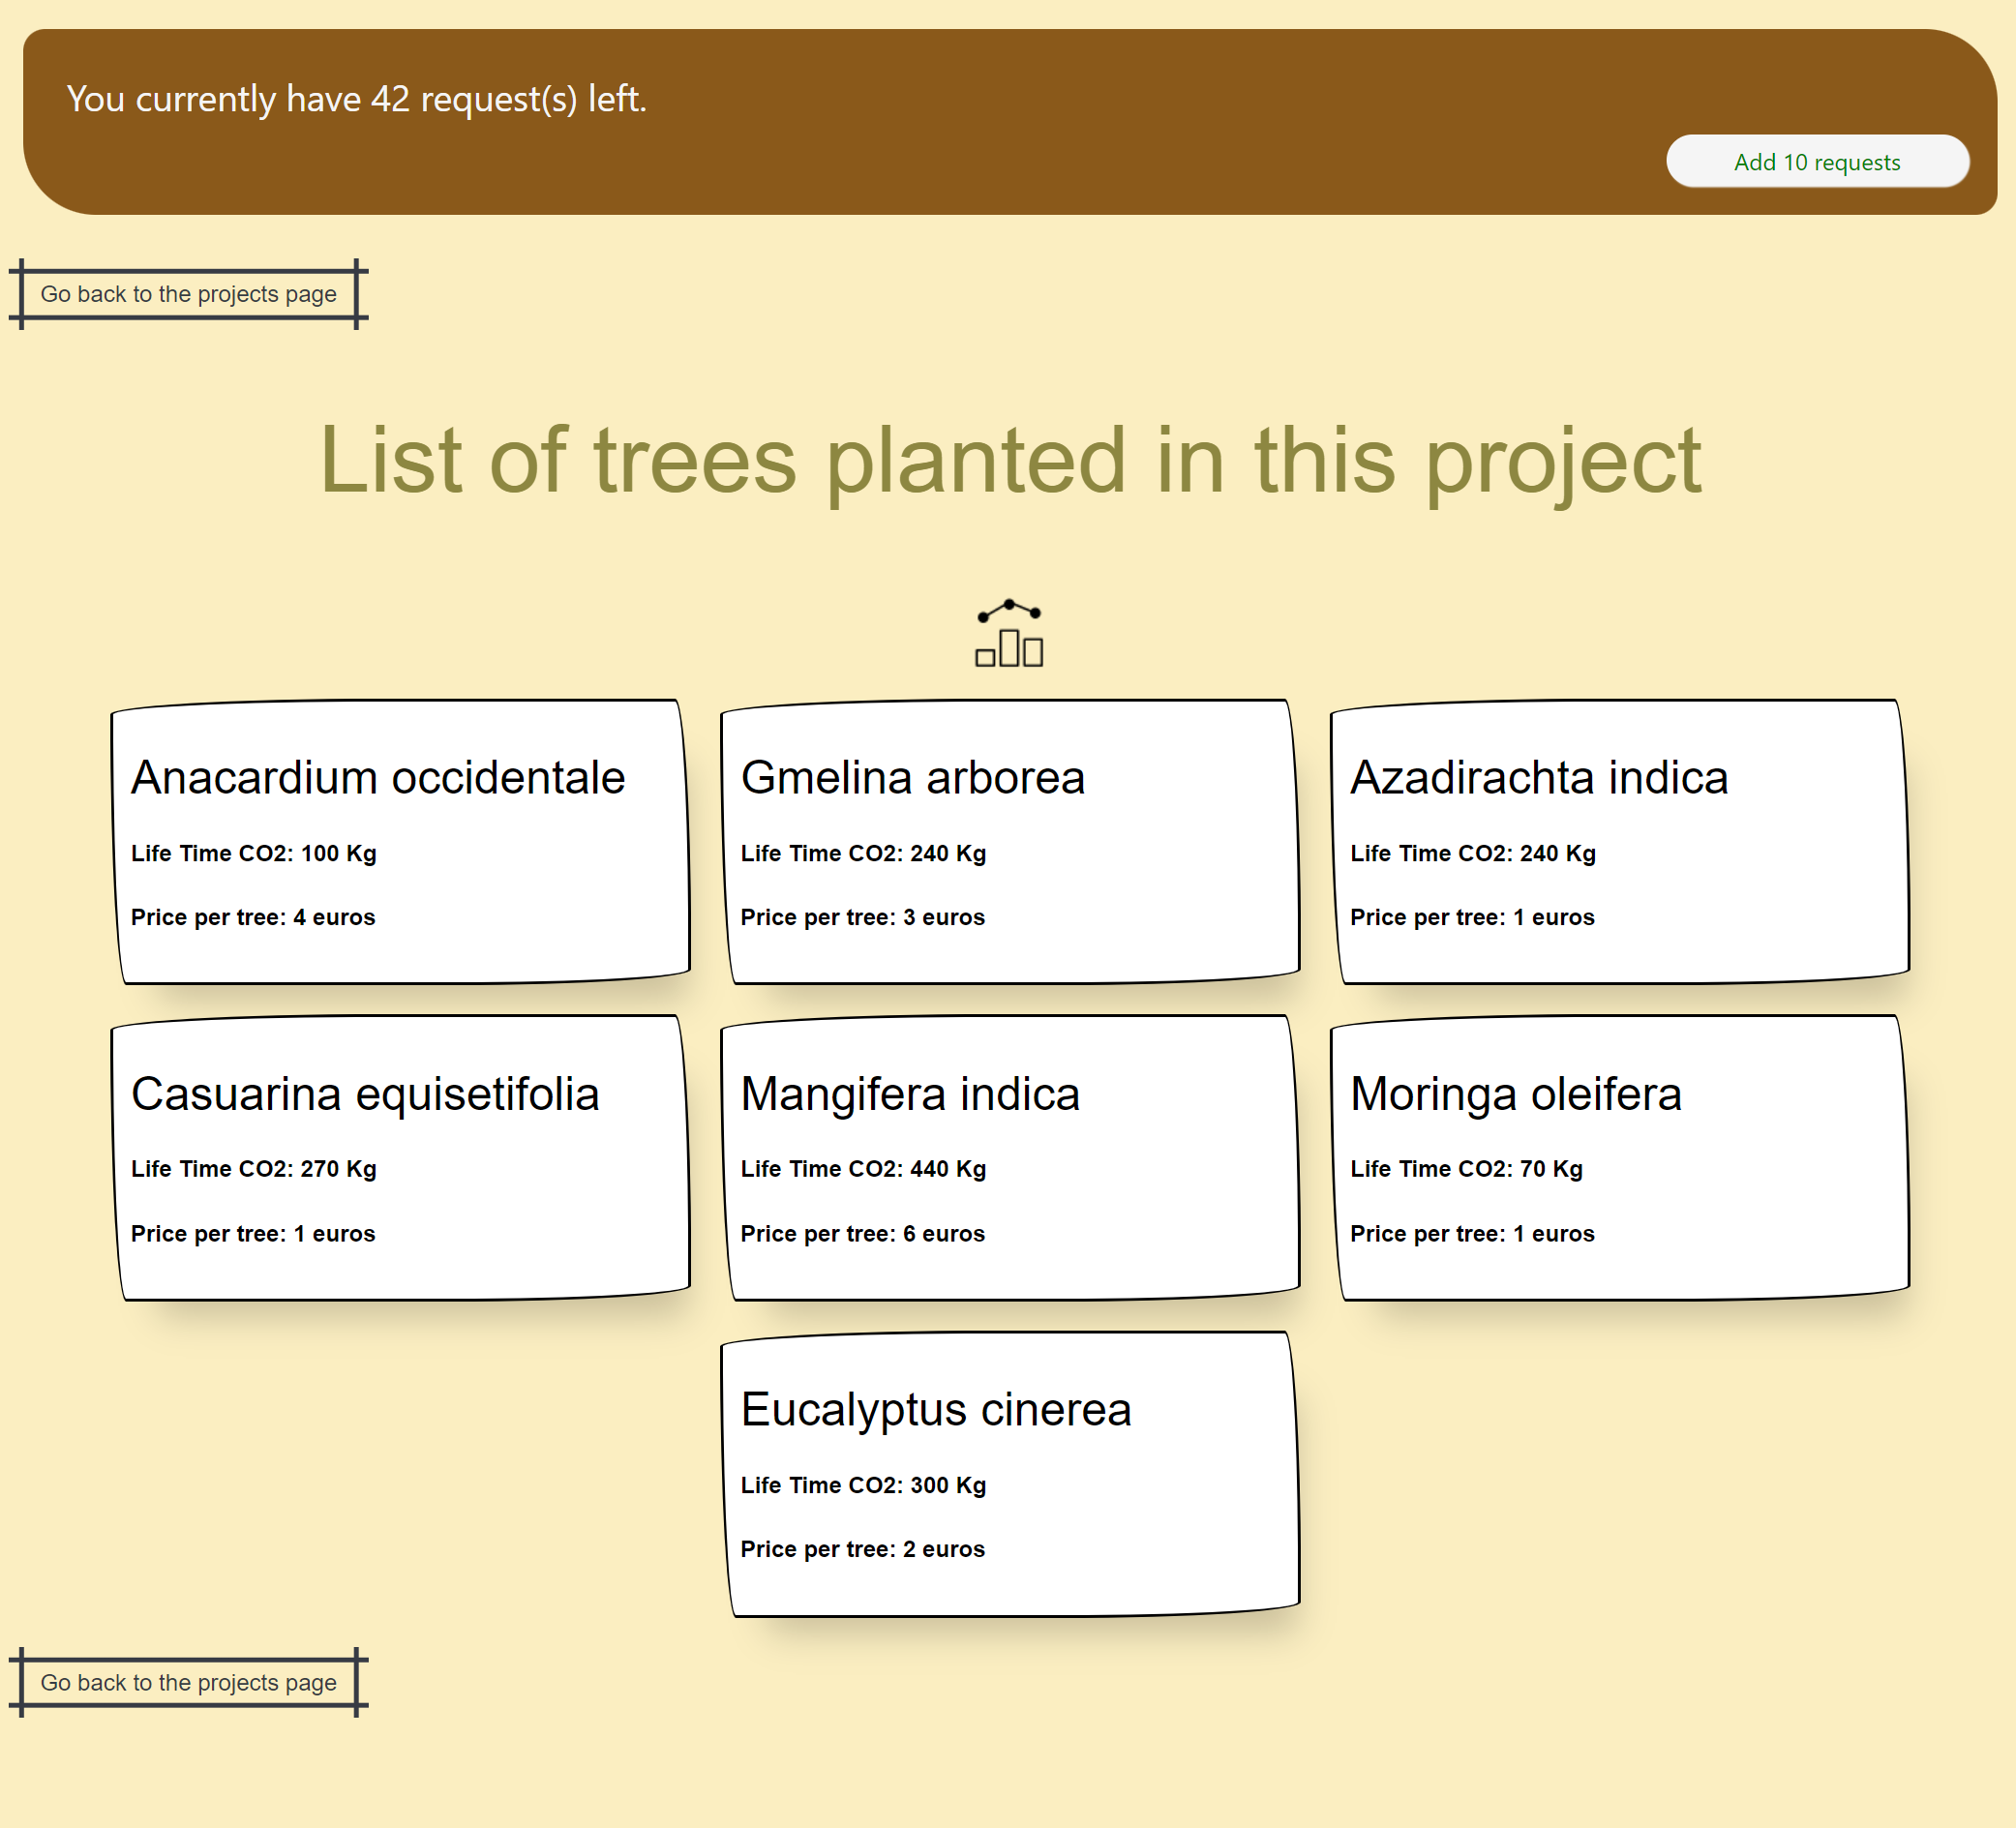 You currently have 42 request(s) left.
Add 10 requests
Go back to the projects page
List of trees planted in this project
Anacardium occidentale
Life Time CO2: 100 Kg
Price per tree: 4 euros
Gmelina arborea
Life Time CO2: 240 Kg
Price per tree: 3 euros
Azadirachta indica
Life Time CO2: 240 Kg
Price per tree: 1 euros
Casuarina equisetifolia
Life Time CO2: 270 Kg
Price per tree: 1 euros
Mangifera indica
Life Time CO2: 440 Kg
Price per tree: 6 euros
Moringa oleifera
Life Time CO2: 70 Kg
Price per tree: 1 euros
Eucalyptus cinerea
Life Time CO2: 300 Kg
Price per tree: 2 euros
Go back to the projects page